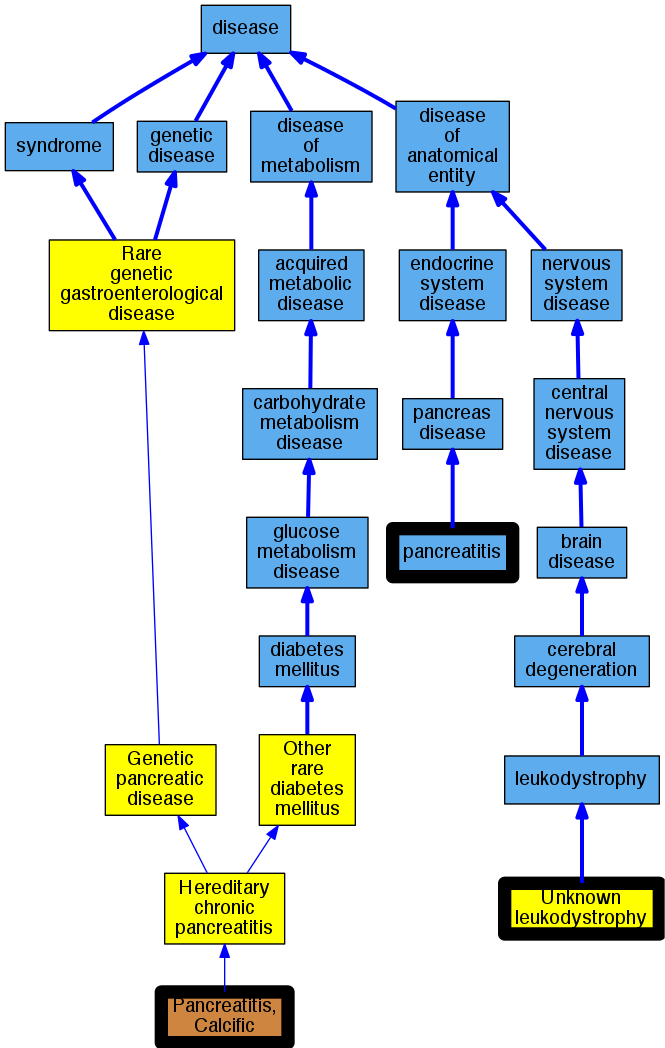 disease
syndrome
genetic
disease
disease
of
metabolism
disease
of
anatomical
entity
Rare
genetic
gastroenterological
disease
acquired
metabolic
disease
endocrine
system
disease
nervous
system
disease
carbohydrate
metabolism
disease
pancreas
disease
central
nervous
system
disease
glucose
metabolism
disease
pancreatitis
brain
disease
diabetes
mellitus
cerebral
degeneration
Genetic
pancreatic
disease
Other
rare
diabetes
mellitus
leukodystrophy
Hereditary
chronic
pancreatitis
Unknown
leukodystrophy
Pancreatitis,
Calcific